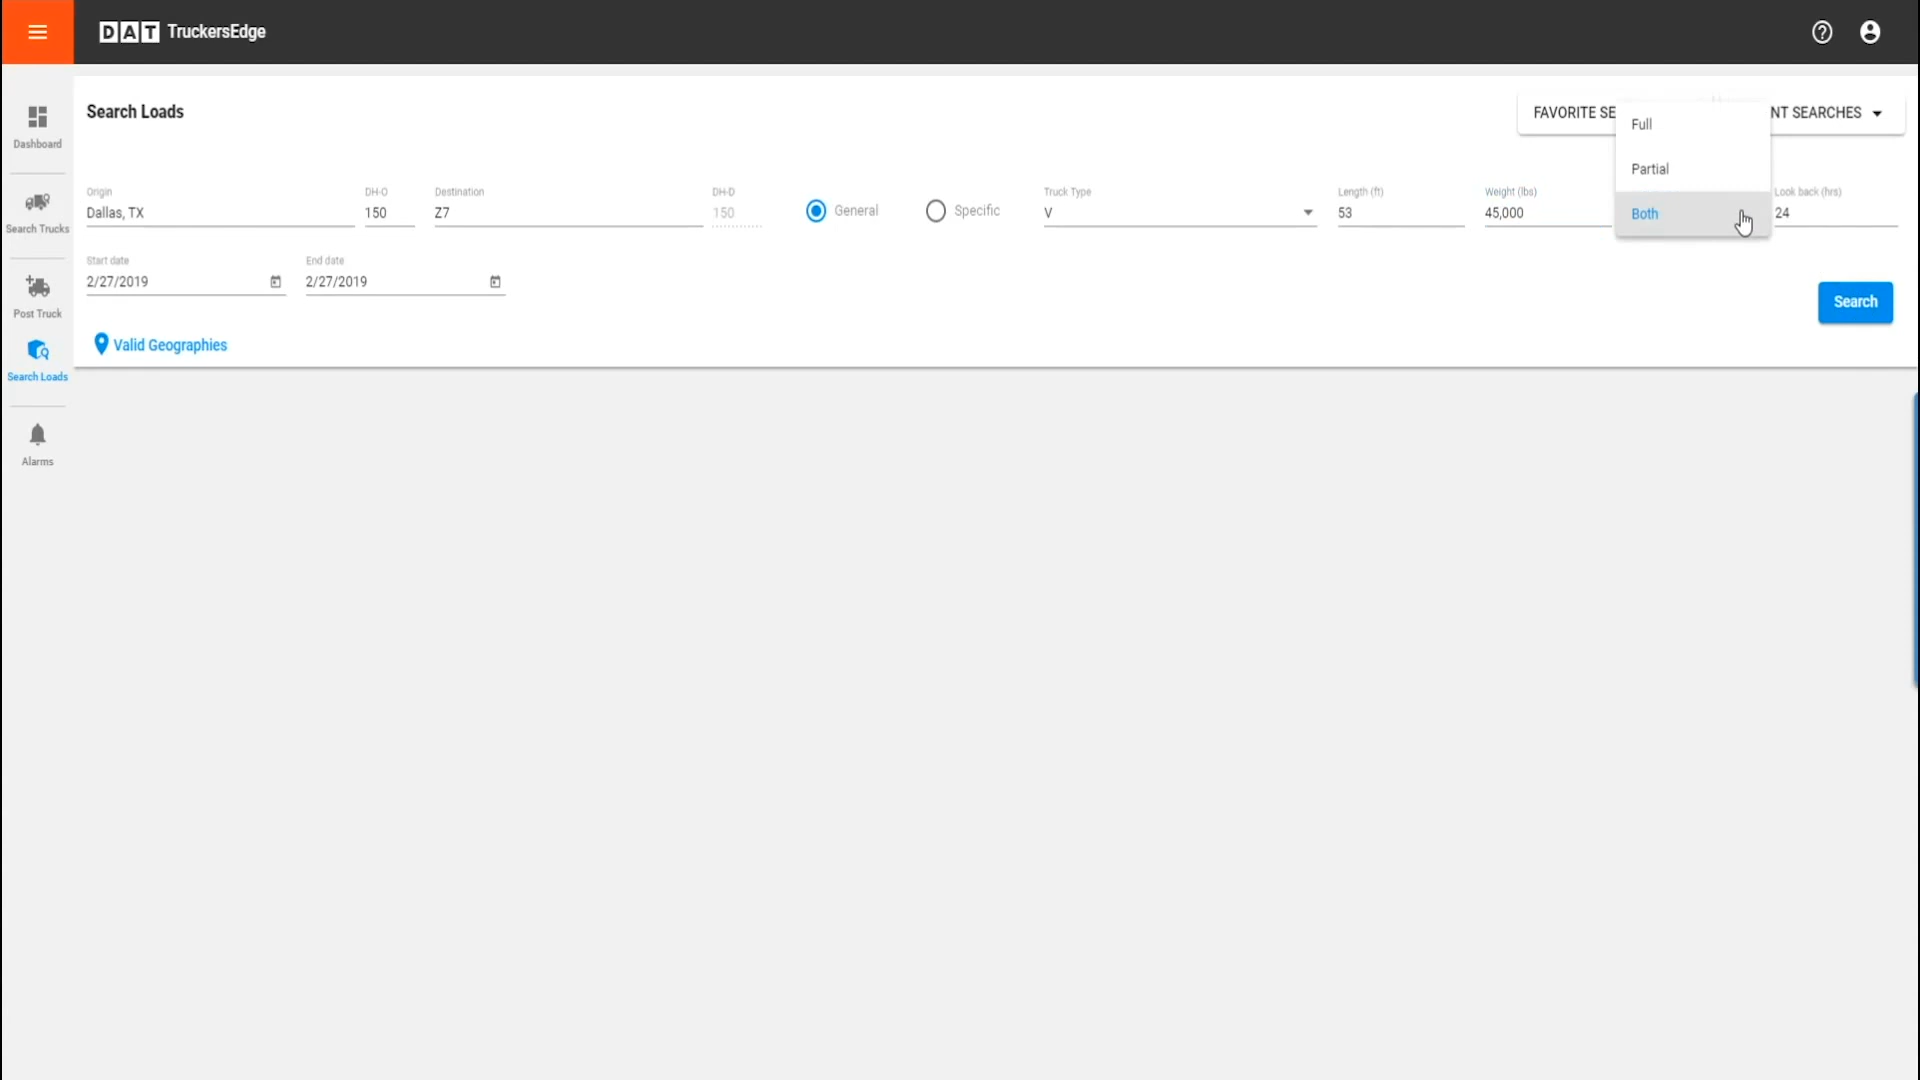 DAT TruckersEdge
Dashboard
Search Trucks
Post Truck
Search Loads
Alarms
Search Loads
FAVORITE SE
NT SEARCHES
Full
Partial
Both
Origin
Dallas, TX
DH-O
150
Destination
Z7
DH-D
150
General
Specific
Truck Type
V
Length (ft)
53
Weight (lbs)
45,000
Look back (hrs)
24
Start date
2/27/2019
End date
2/27/2019
Search
Valid Geographies